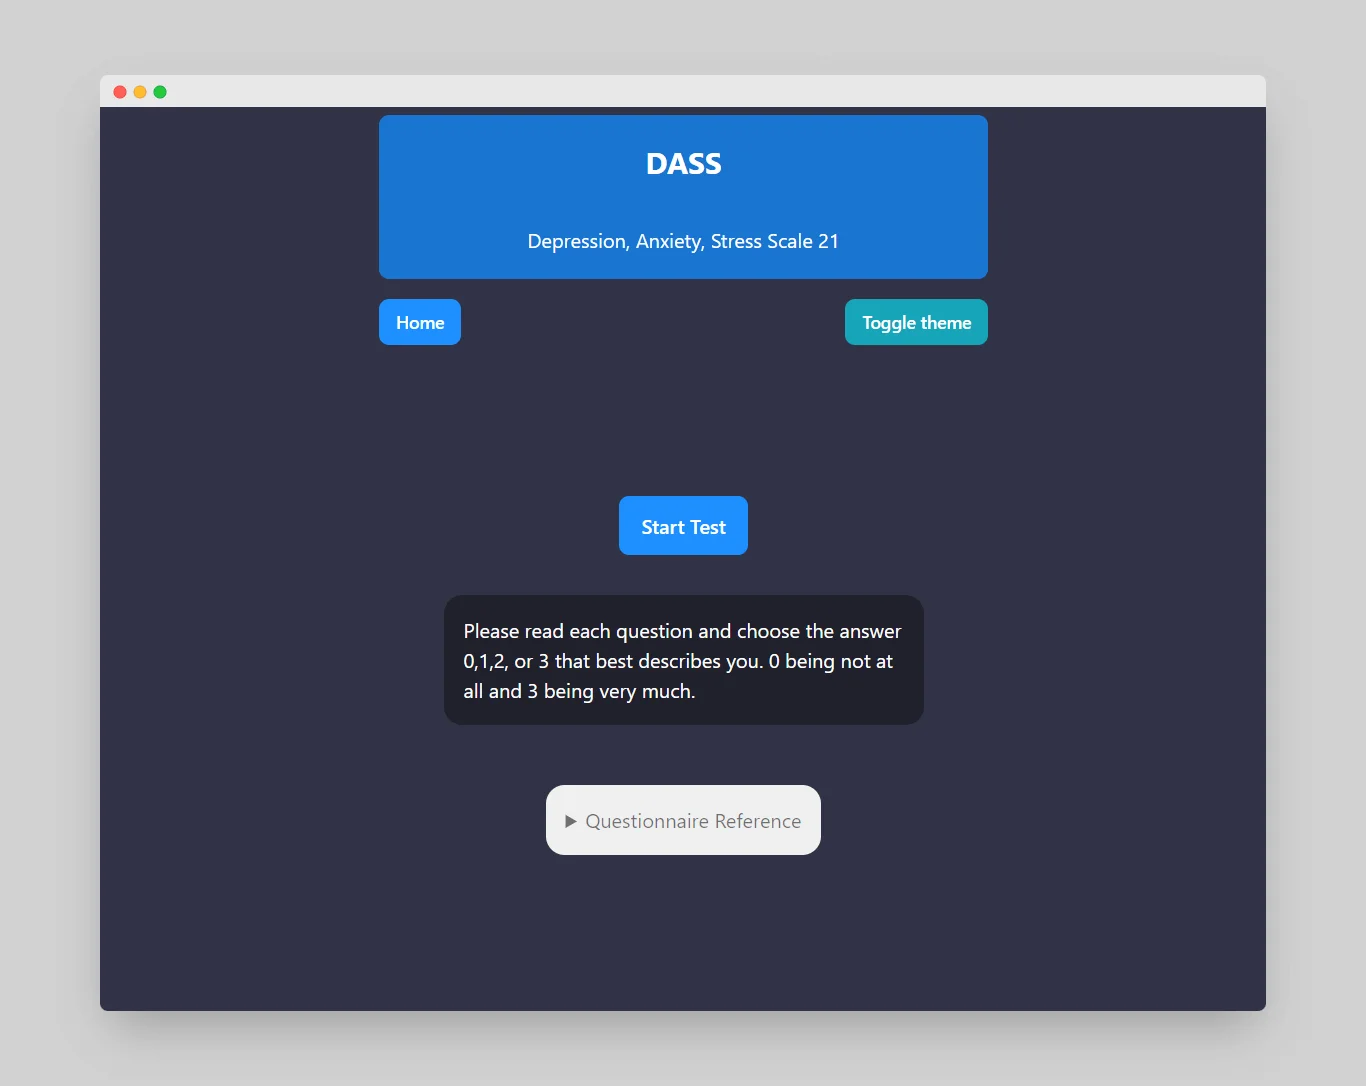 DASS
Depression, Anxiety, Stress Scale 21
Home
Toggle theme
Start Test
Please read each question and choose the answer
0,1,2, or 3 that best describes you. 0 being not at
all and 3 being very much.
Questionnaire Reference